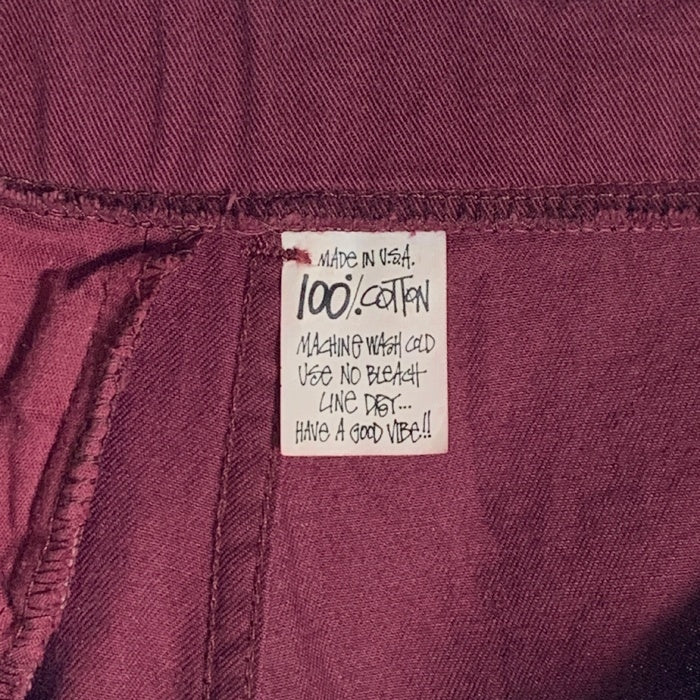 MADE IN U.S.A.
100% COTTON
MACHINE WASH COLD
USE NO BLEACH
LINE DRY...
HAVE A GOOD VIBE!!